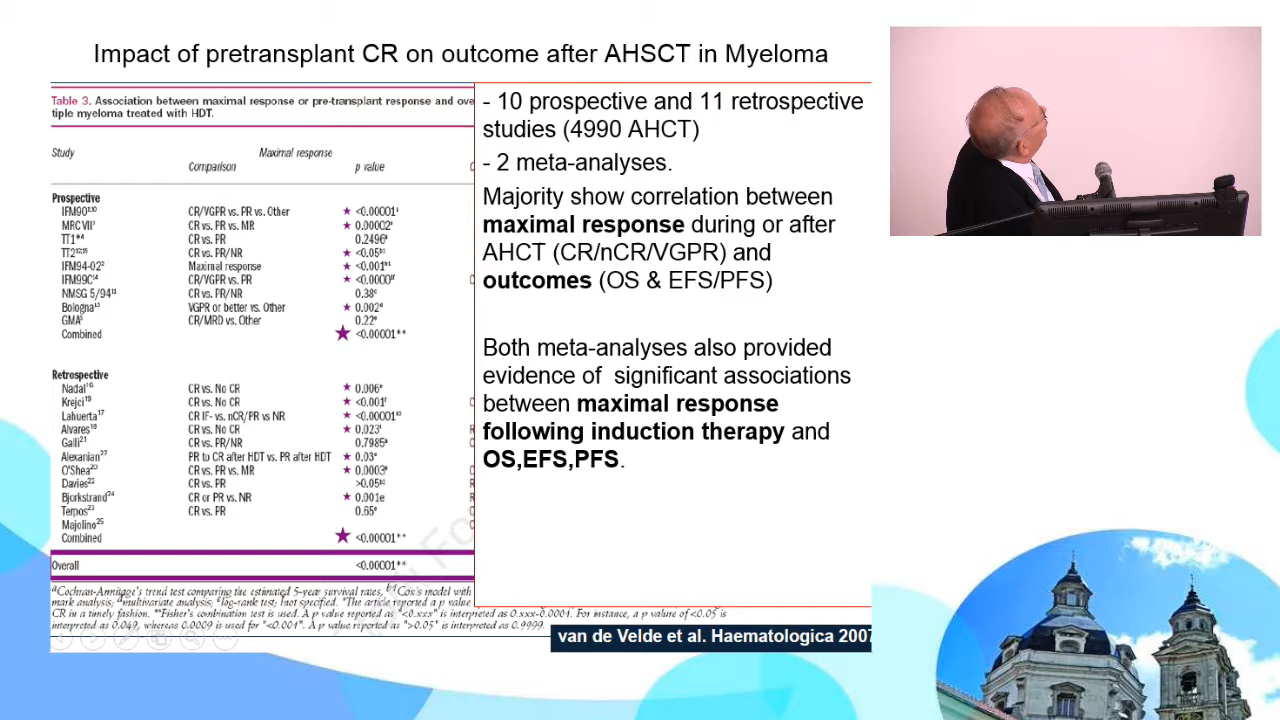 Impact of pretransplant CR on outcome after AHSCT in Myeloma
Table 3. Association between maximal response or pre-transplant response and ove
tiple myeloma treated with HDT.
Study Maximal response
Comparison p value
Prospective
IFM90 CR/VGPR vs. PR vs. Other ★ <0.00001
MRC VII CR vs. PR vs. MR ★ 0.00002
TT1 CR vs. PR 0.2496
TT2 CR vs. PR/NR ★ <0.05
IFM94-02 Maximal response ★ <0.001
IFM99C CR/VGPR vs. PR ★ <0.0000
NMSG 5/94 CR vs. PR/NR 0.38
Bologna VGPR or better vs. Other ★ 0.002
GMA CR/MRD vs. Other 0.22
Combined ★ <0.00001**
Retrospective
Nadal CR vs. No CR ★ 0.006
Krejci CR vs. No CR ★ <0.001
Lahuerta CR IF- vs. nCR/PR vs NR ★ <0.00001
Alvares CR vs. No CR ★ 0.023
Galli CR vs. PR/NR 0.7985
Alexanian PR to CR after HDT vs. PR after HDT ★ 0.03
O'Shea CR vs. PR vs. MR ★ 0.0003
Davies CR vs. PR >0.05
Bjorkstrand CR or PR vs. NR ★ 0.001e
Terpos CR vs. PR 0.65
Majolino
Combined ★ <0.00001**
Overall <0.00001**
Cochran-Armitage's trend test comparing the estimated 5-year survival rates, Cox's model with
mark analysis; multivariate analysis; log-rank test; not specified. *The article reported a p value
CR in a timely fashion. **Fisher's combination test is used. A p value reported as "<0.xxx" is interpreted as 0.xxx-0.0001. For instance, a p value of <0.05 is
interpreted as 0.049, whereas 0.0009 is used for "<0.001". A p value reported as ">0.05" is interpreted as 0.9999.
- 10 prospective and 11 retrospective
studies (4990 AHCT)
- 2 meta-analyses.
Majority show correlation between
maximal response during or after
AHCT (CR/nCR/VGPR) and
outcomes (OS & EFS/PFS)
Both meta-analyses also provided
evidence of significant associations
between maximal response
following induction therapy and
OS,EFS,PFS.
van de Velde et al. Haematologica 2007